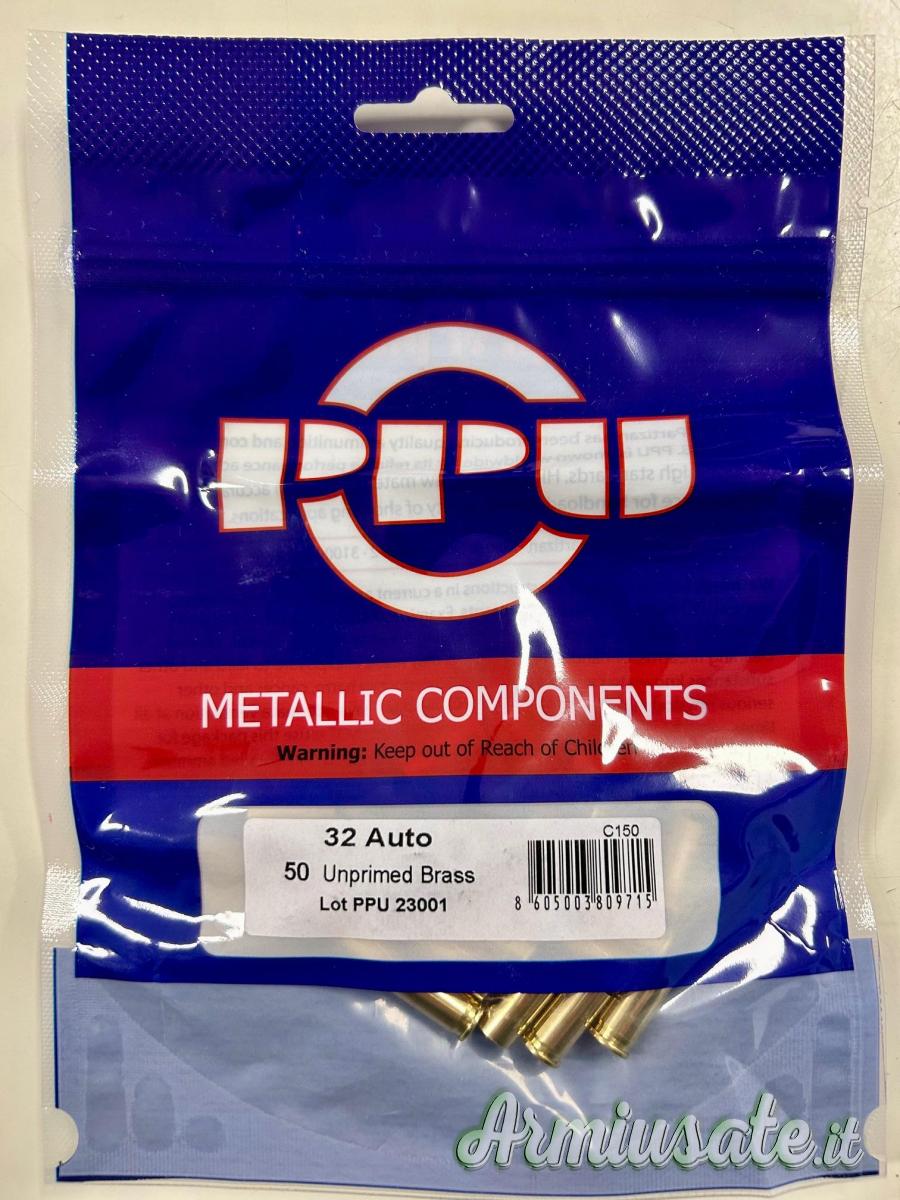 PPU
METALLIC COMPONENTS
Warning: Keep out of Reach of Children
32 Auto
C150
50 Unprimed Brass
Lot PPU 23001
8 605003 809715
Armiusate.it